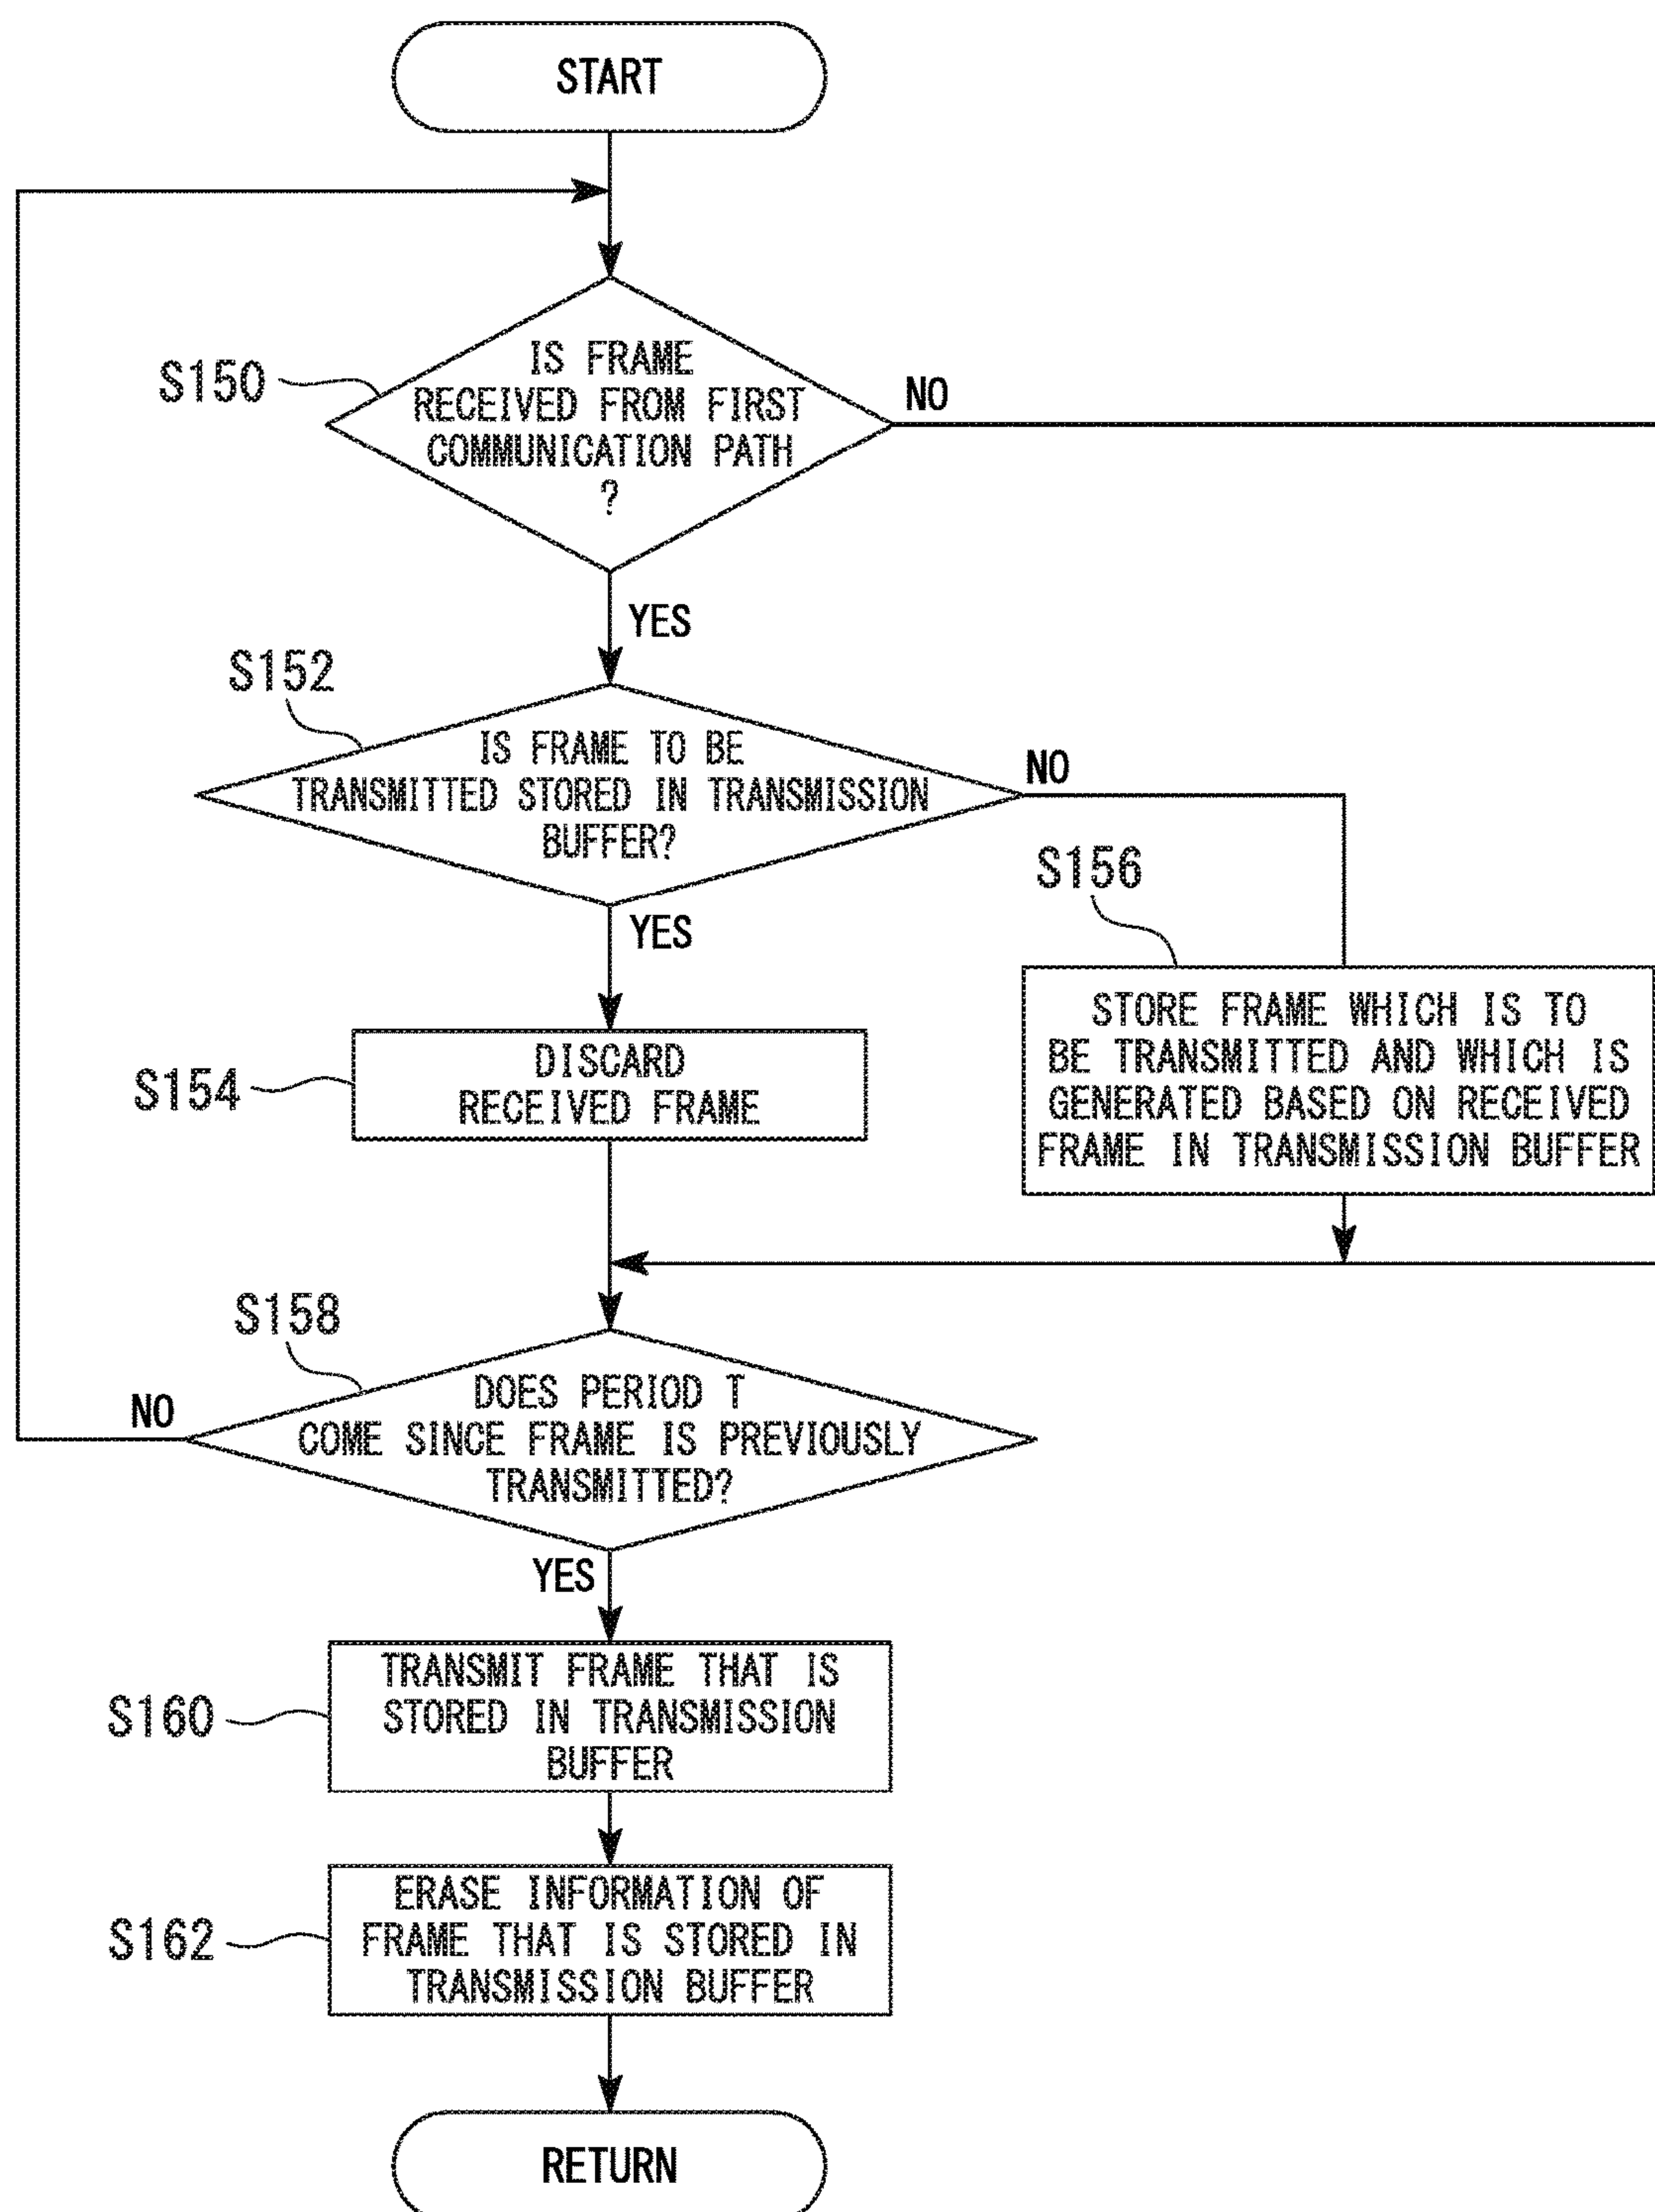 START
S150
IS FRAME
RECEIVED FROM FIRST
COMMUNICATION PATH
?
NO
YES
S152
IS FRAME TO BE
TRANSMITTED STORED IN TRANSMISSION
BUFFER?
NO
YES
S156
STORE FRAME WHICH IS TO
BE TRANSMITTED AND WHICH IS
GENERATED BASED ON RECEIVED
FRAME IN TRANSMISSION BUFFER
S154
DISCARD
RECEIVED FRAME
S158
DOES PERIOD T
COME SINCE FRAME IS PREVIOUSLY
TRANSMITTED?
NO
YES
S160
TRANSMIT FRAME THAT IS
STORED IN TRANSMISSION
BUFFER
S162
ERASE INFORMATION OF
FRAME THAT IS STORED IN
TRANSMISSION BUFFER
RETURN